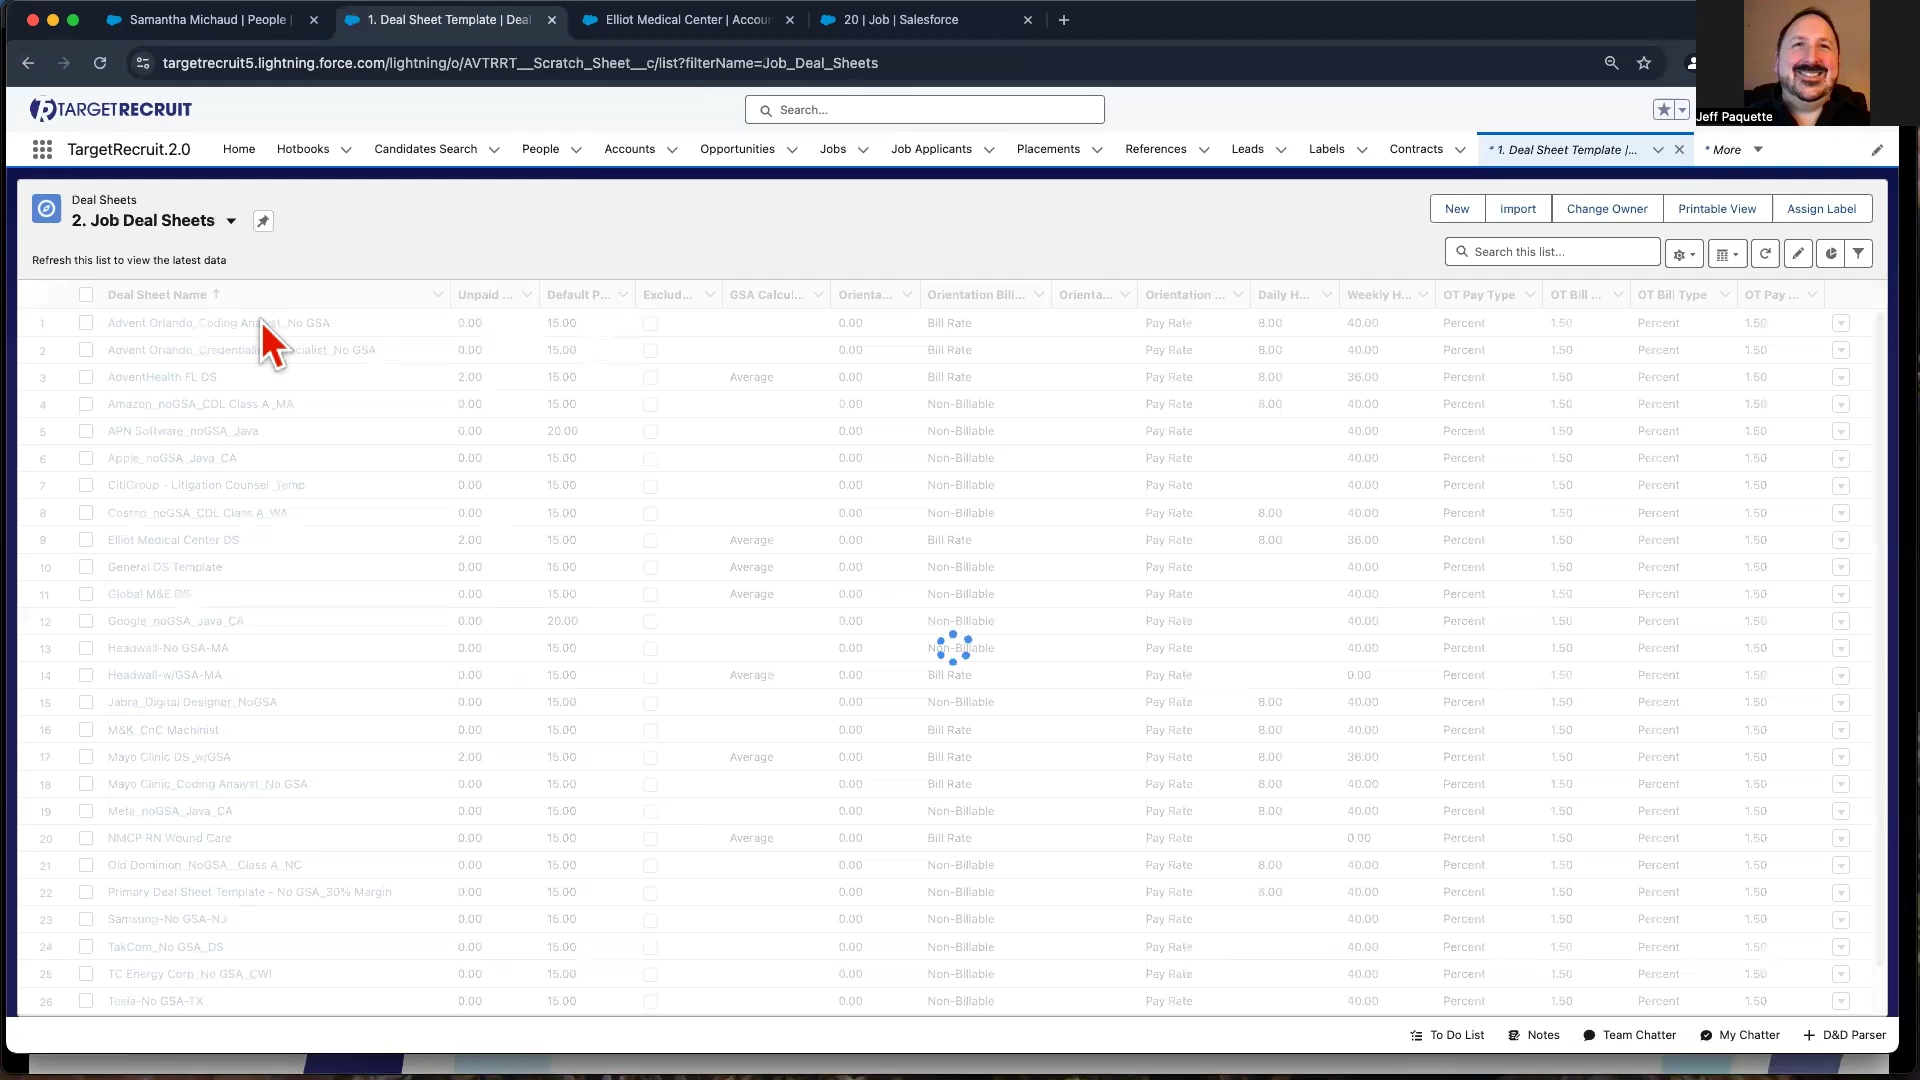 Samantha Michaud | People |
1. Deal Sheet Template | Deal
Elliot Medical Center | Accou
20 | Job | Salesforce
targetrecruit5.lightning.force.com/lightning/o/AVTRRT__Scratch_Sheet__c/list?filterName=Job_Deal_Sheets
Jeff Paquette
TARGETRECRUIT
Search...
TargetRecruit.2.0 Home Hotbooks Candidates Search People Accounts Opportunities Jobs Job Applicants Placements References Leads Labels Contracts * 1. Deal Sheet Template |... * More
Deal Sheets
2. Job Deal Sheets
New Import Change Owner Printable View Assign Label
Refresh this list to view the latest data
Search this list...
Deal Sheet Name ↑ Unpaid ... Default P... Exclud... GSA Calcul... Orienta... Orientation Bill... Orienta... Orientation ... Daily H... Weekly H... OT Pay Type OT Bill ... OT Bill Type OT Pay ...
1 Advent Orlando_Coding Analyst_No GSA 0.00 15.00 0.00 Bill Rate Pay Rate 8.00 40.00 Percent 1.50 Percent 1.50
2 Advent Orlando_Credentialing Specialist_No GSA 0.00 15.00 0.00 Bill Rate Pay Rate 8.00 40.00 Percent 1.50 Percent 1.50
3 AdventHealth FL DS 2.00 15.00 Average 0.00 Bill Rate Pay Rate 8.00 36.00 Percent 1.50 Percent 1.50
4 Amazon_noGSA_CDL Class A_MA 0.00 15.00 0.00 Non-Billable Pay Rate 8.00 40.00 Percent 1.50 Percent 1.50
5 APN Software_noGSA_Java 0.00 20.00 0.00 Non-Billable Pay Rate 40.00 Percent 1.50 Percent 1.50
6 Apple_noGSA_Java_CA 0.00 15.00 0.00 Non-Billable Pay Rate 40.00 Percent 1.50 Percent 1.50
7 CitiGroup - Litigation Counsel _Temp 0.00 15.00 0.00 Non-Billable Pay Rate 40.00 Percent 1.50 Percent 1.50
8 Costco_noGSA_CDL Class A_WA 0.00 15.00 0.00 Non-Billable Pay Rate 8.00 40.00 Percent 1.50 Percent 1.50
9 Elliot Medical Center DS 2.00 15.00 Average 0.00 Bill Rate Pay Rate 8.00 36.00 Percent 1.50 Percent 1.50
10 General DS Template 0.00 15.00 Average 0.00 Non-Billable Pay Rate 40.00 Percent 1.50 Percent 1.50
11 Global M&E DS 0.00 15.00 Average 0.00 Non-Billable Pay Rate 40.00 Percent 1.50 Percent 1.50
12 Google_noGSA_Java_CA 0.00 20.00 0.00 Non-Billable Pay Rate 40.00 Percent 1.50 Percent 1.50
13 Headwall-No GSA-MA 0.00 15.00 0.00 Non-Billable Pay Rate 40.00 Percent 1.50 Percent 1.50
14 Headwall-w/GSA-MA 0.00 15.00 Average 0.00 Bill Rate Pay Rate 0.00 Percent 1.50 Percent 1.50
15 Jabra_Digital Designer_NoGSA 0.00 15.00 0.00 Non-Billable Pay Rate 8.00 40.00 Percent 1.50 Percent 1.50
16 M&K_CnC Machinist 0.00 15.00 0.00 Bill Rate Pay Rate 8.00 40.00 Percent 1.50 Percent 1.50
17 Mayo Clinic DS_w/GSA 2.00 15.00 Average 0.00 Bill Rate Pay Rate 8.00 36.00 Percent 1.50 Percent 1.50
18 Mayo Clinic_Coding Analyst_No GSA 0.00 15.00 0.00 Bill Rate Pay Rate 8.00 40.00 Percent 1.50 Percent 1.50
19 Meta_noGSA_Java_CA 0.00 15.00 0.00 Non-Billable Pay Rate 8.00 40.00 Percent 1.50 Percent 1.50
20 NMCP RN Wound Care 0.00 15.00 Average 0.00 Bill Rate Pay Rate 0.00 Percent 1.50 Percent 1.50
21 Old Dominion_NoGSA_Class A_NC 0.00 15.00 0.00 Non-Billable Pay Rate 8.00 40.00 Percent 1.50 Percent 1.50
22 Primary Deal Sheet Template - No GSA_30% Margin 0.00 15.00 0.00 Non-Billable Pay Rate 8.00 40.00 Percent 1.50 Percent 1.50
23 Samsung-No GSA-NJ 0.00 15.00 0.00 Non-Billable Pay Rate 40.00 Percent 1.50 Percent 1.50
24 TakCom_No GSA_DS 0.00 15.00 0.00 Non-Billable Pay Rate 40.00 Percent 1.50 Percent 1.50
25 TC Energy Corp_No GSA_CWI 0.00 15.00 0.00 Non-Billable Pay Rate 40.00 Percent 1.50 Percent 1.50
26 Tesla-No GSA-TX 0.00 15.00 0.00 Non-Billable Pay Rate 40.00 Percent 1.50 Percent 1.50
To Do List Notes Team Chatter My Chatter D&D Parser